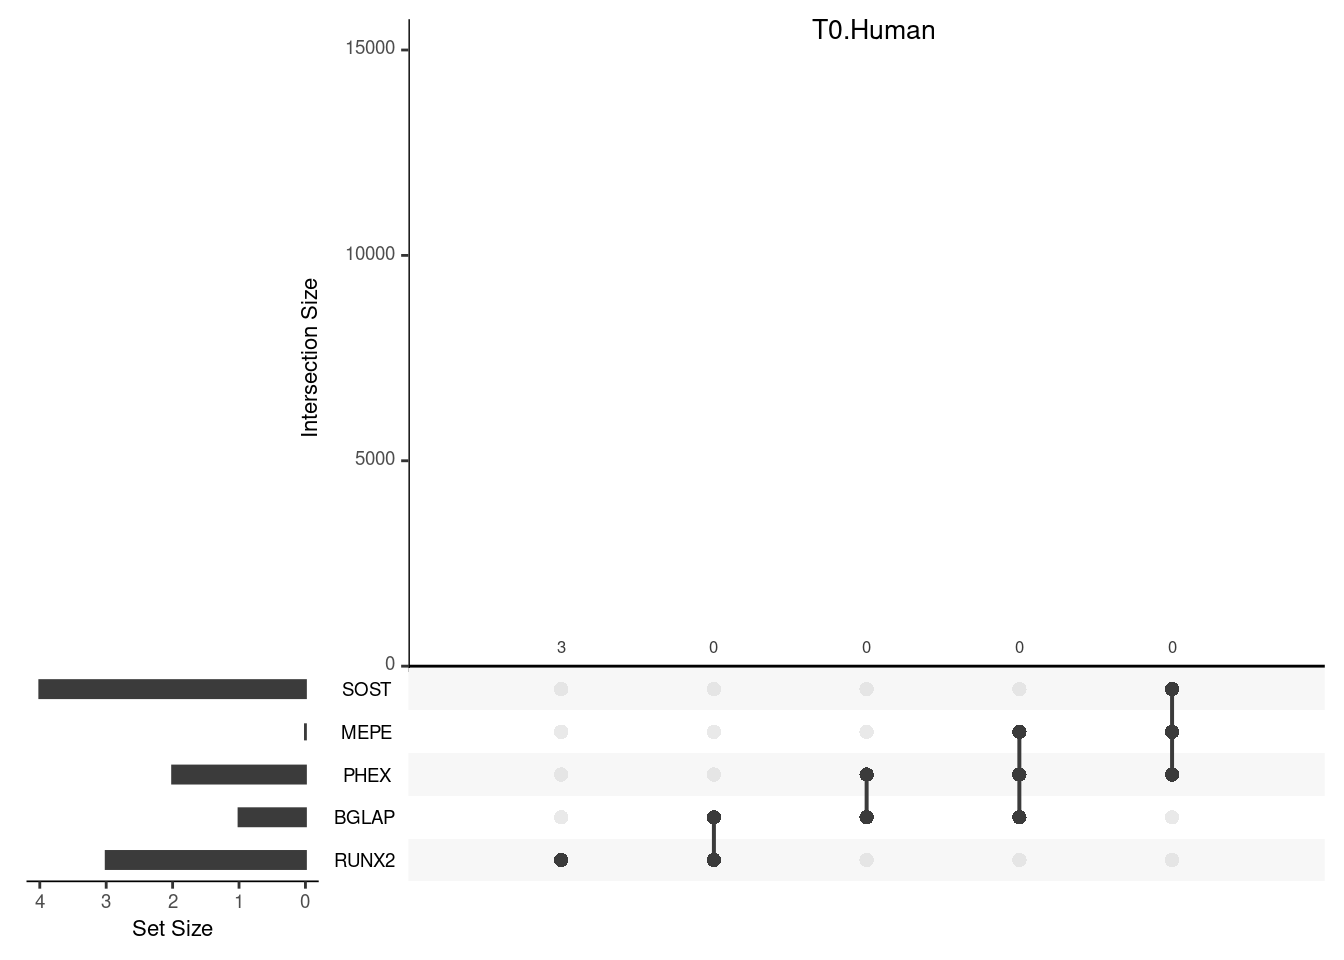 T0.Human
15000
10000
5000
0
Intersection Size
3 0 0 0 0
SOST
MEPE
PHEX
BGLAP
RUNX2
4 3 2 1 0
Set Size